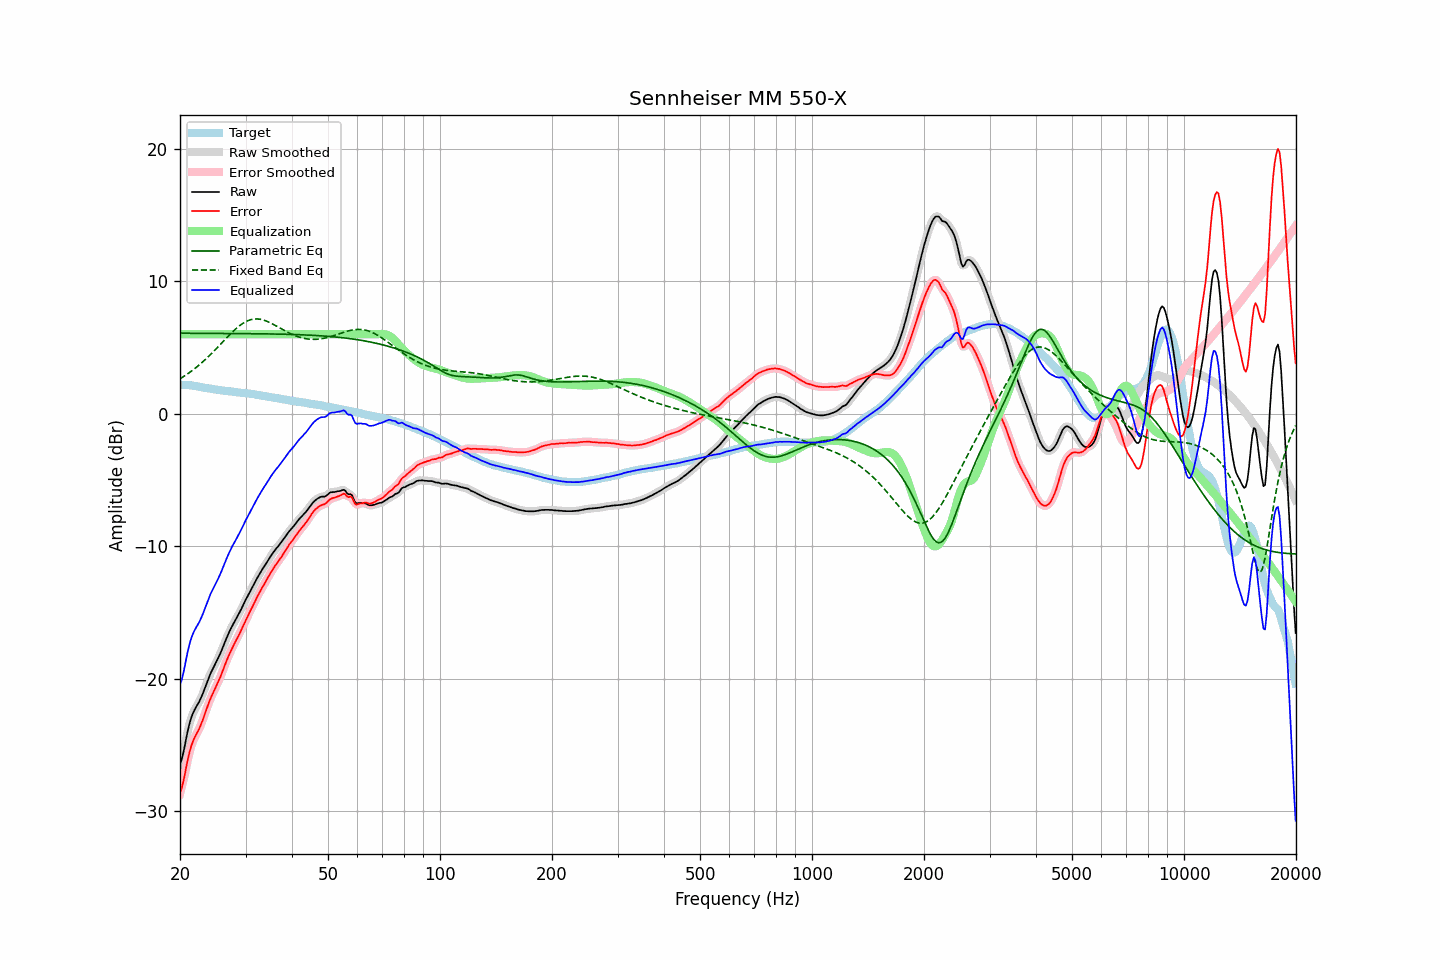 Sennheiser MM 550-X
Target
Raw Smoothed
Error Smoothed
Raw
Error
Equalization
Parametric Eq
Fixed Band Eq
Equalized
Amplitude (dBr)
20
10
0
−10
−20
−30
20 50 100 200 500 1000 2000 5000 10000 20000
Frequency (Hz)